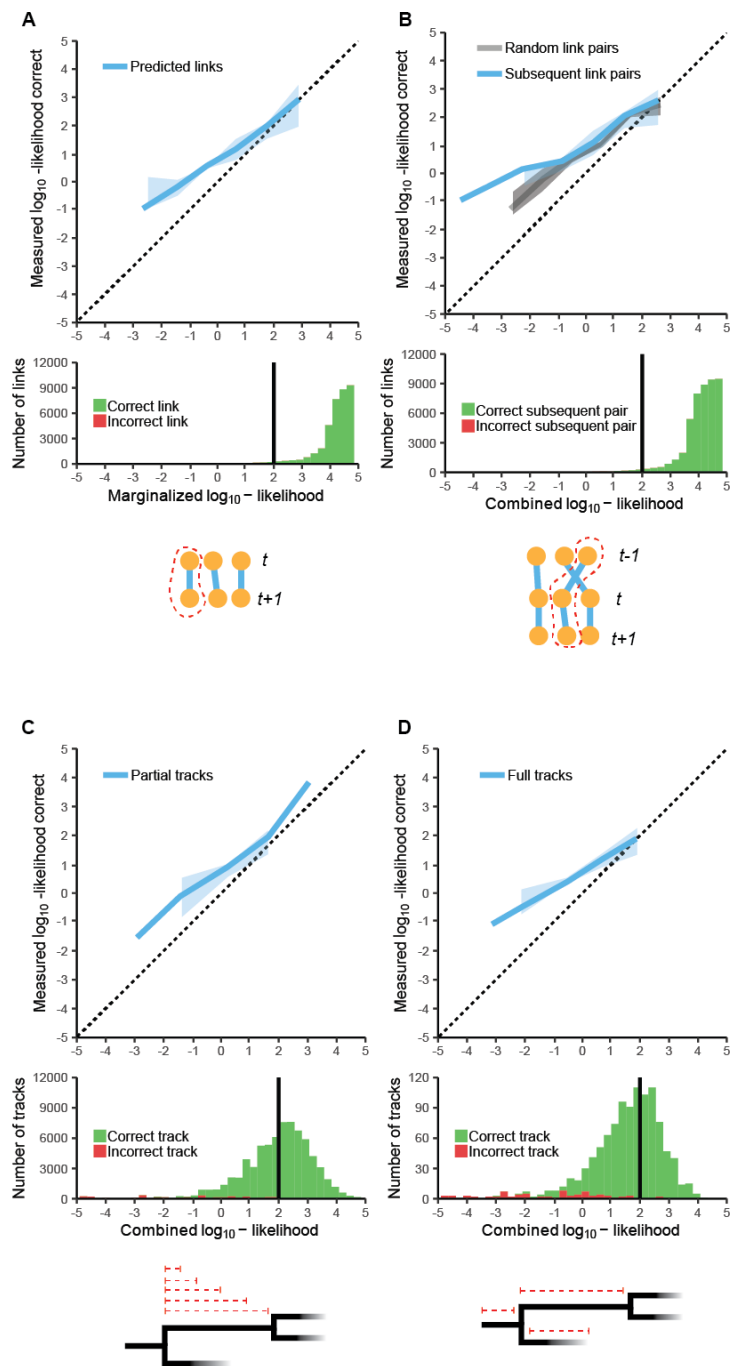 A
Measured log10 -likelihood correct
5
4
3
2
1
0
-1
-2
-3
-4
-5
Predicted links
-5 -4 -3 -2 -1 0 1 2 3 4 5
Number of links
12000
9000
6000
3000
0
Correct link
Incorrect link
-5 -4 -3 -2 -1 0 1 2 3 4 5
Marginalized log10 – likelihood
t
t+1
B
Measured log10 -likelihood correct
5
4
3
2
1
0
-1
-2
-3
-4
-5
Random link pairs
Subsequent link pairs
-5 -4 -3 -2 -1 0 1 2 3 4 5
Number of links
12000
9000
6000
3000
0
Correct subsequent pair
Incorrect subsequent pair
-5 -4 -3 -2 -1 0 1 2 3 4 5
Combined log10 – likelihood
t-1
t
t+1
C
Measured log10 -likelihood correct
5
4
3
2
1
0
-1
-2
-3
-4
-5
Partial tracks
-5 -4 -3 -2 -1 0 1 2 3 4 5
Number of tracks
12000
9000
6000
3000
0
Correct track
Incorrect track
-5 -4 -3 -2 -1 0 1 2 3 4 5
Combined log10 – likelihood
D
Measured log10 -likelihood correct
5
4
3
2
1
0
-1
-2
-3
-4
-5
Full tracks
-5 -4 -3 -2 -1 0 1 2 3 4 5
Number of tracks
120
90
60
30
0
Correct track
Incorrect track
-5 -4 -3 -2 -1 0 1 2 3 4 5
Combined log10 – likelihood